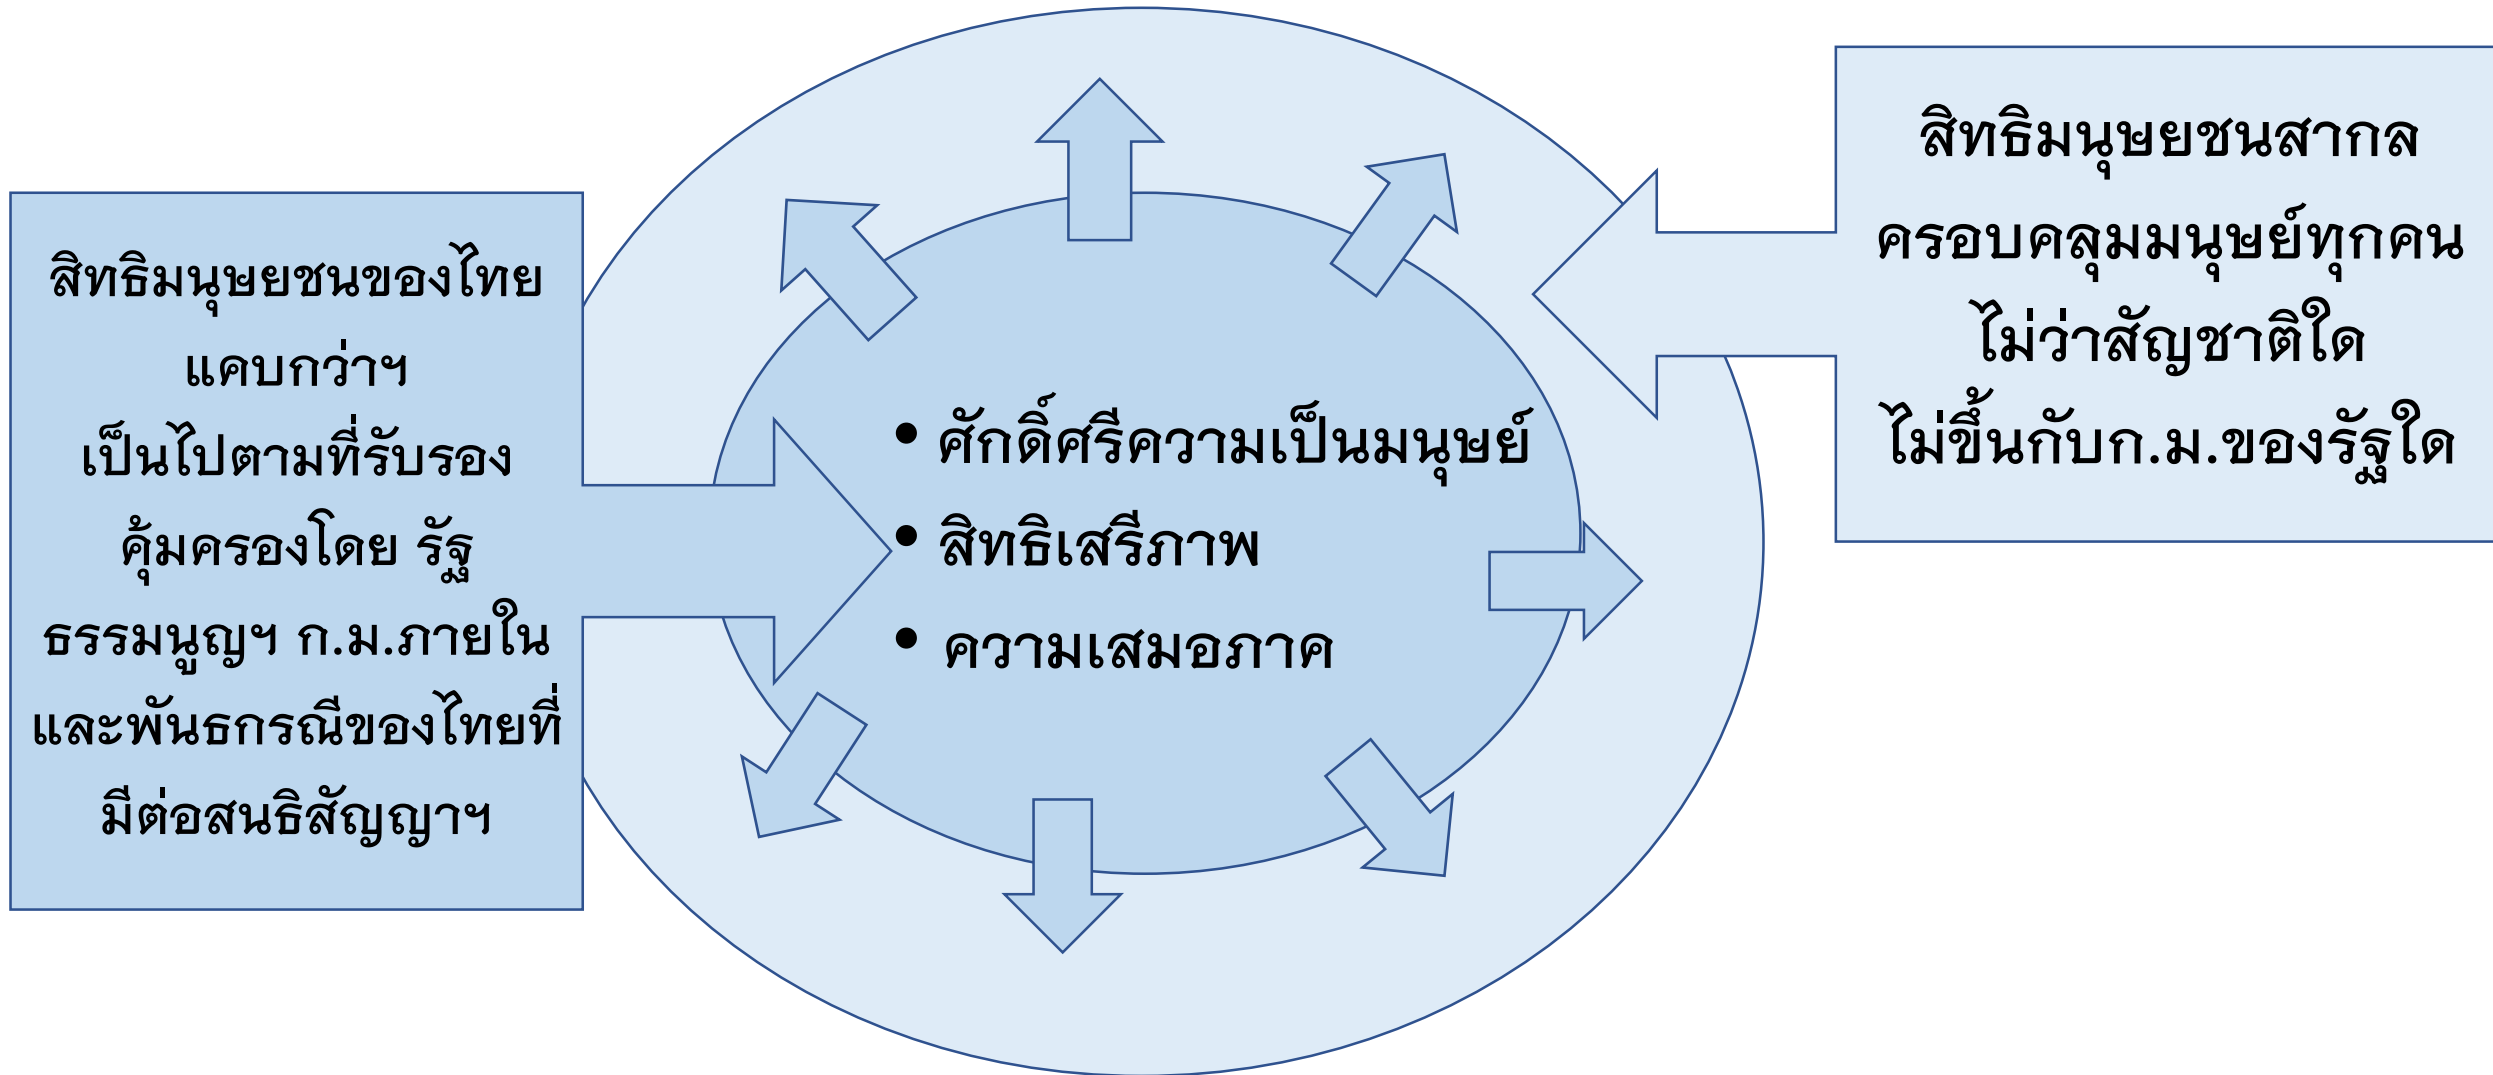 สิทธิมนุษยชนของไทย
แคบกว่าฯ
เป็นไปตามที่รับรอง
คุ้มครองโดย รัฐ
ธรรมนูญฯ ก.ม.ภายใน
และพันธกรณีของไทยที่
มีต่อสนธิสัญญาฯ
• ศักดิ์ศรีความเป็นมนุษย์
• สิทธิเสรีภาพ
• ความเสมอภาค
สิทธิมนุษยชนสากล
ครอบคลุมมนุษย์ทุกคน
ไม่ว่าสัญชาติใด
ไม่ขึ้นกับก.ม.ของรัฐใด